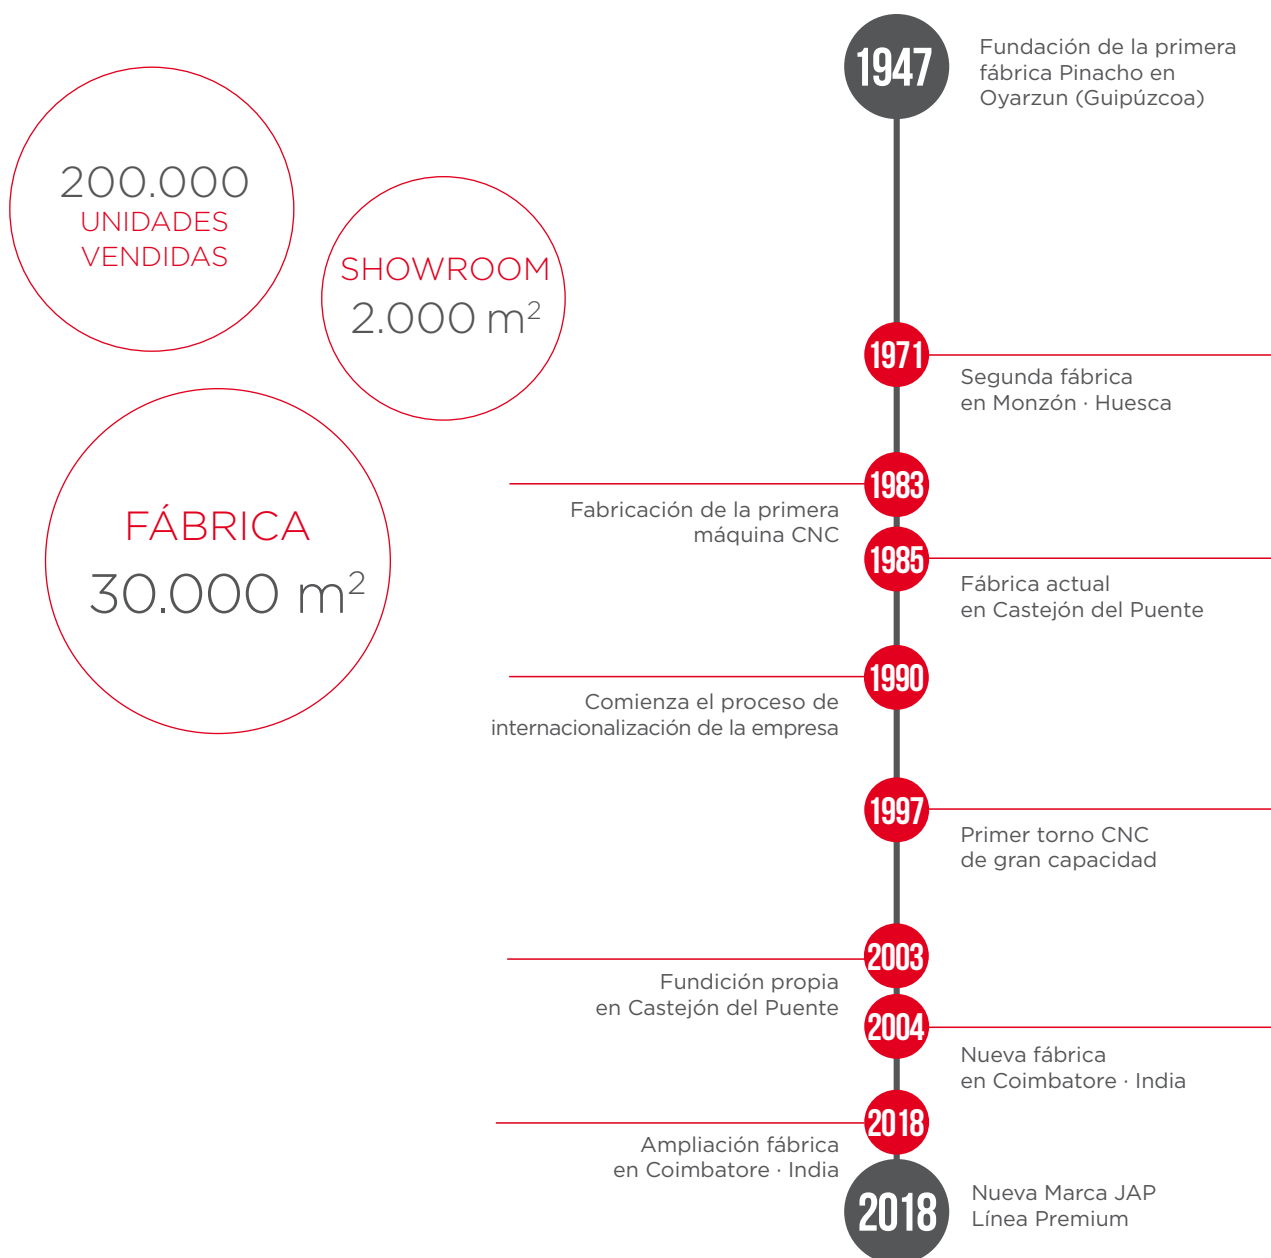 200.000
UNIDADES
VENDIDAS
SHOWROOM
2.000 m²
FÁBRICA
30.000 m²
1947
Fundación de la primera
fábrica Pinacho en
Oyarzun (Guipúzcoa)
1971
Segunda fábrica
en Monzón · Huesca
1983
Fabricación de la primera
máquina CNC
1985
Fábrica actual
en Castejón del Puente
1990
Comienza el proceso de
internacionalización de la empresa
1997
Primer torno CNC
de gran capacidad
2003
Fundición propia
en Castejón del Puente
2004
Nueva fábrica
en Coimbatore · India
2018
Ampliación fábrica
en Coimbatore · India
2018
Nueva Marca JAP
Línea Premium